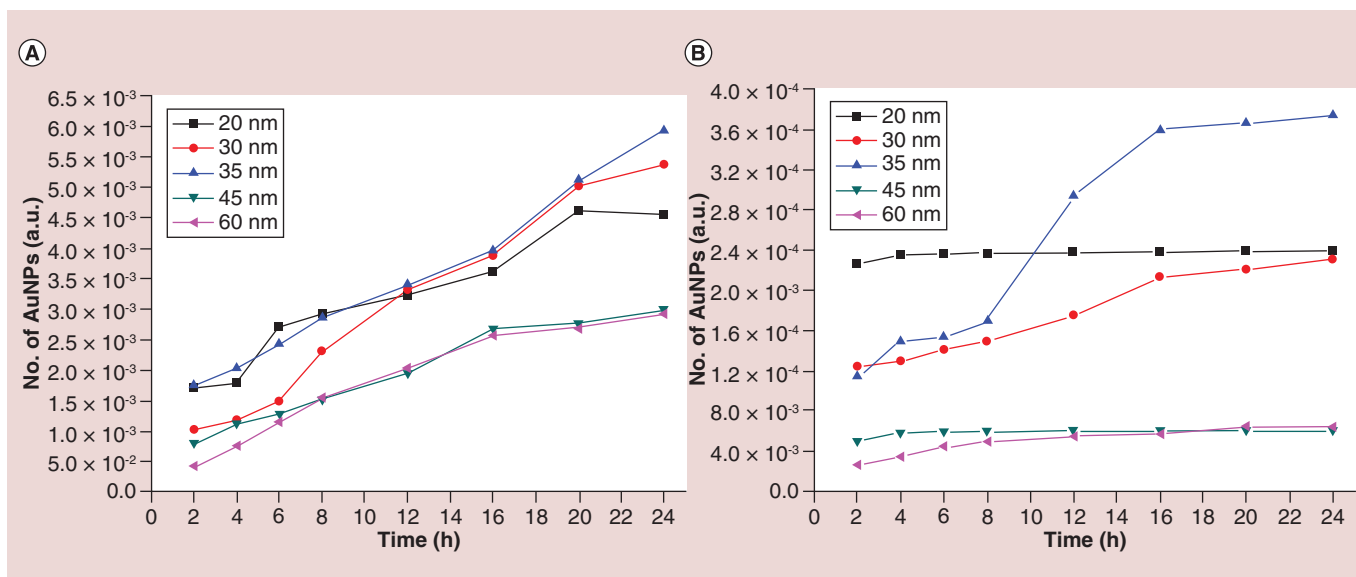 A
No. of AuNPs (a.u.)
6.5 × 10⁻³
6.0 × 10⁻³
5.5 × 10⁻³
5.0 × 10⁻³
4.5 × 10⁻³
4.0 × 10⁻³
3.5 × 10⁻³
3.0 × 10⁻³
2.5 × 10⁻³
2.0 × 10⁻³
1.5 × 10⁻³
1.0 × 10⁻³
5.0 × 10⁻²
0.0
20 nm
30 nm
35 nm
45 nm
60 nm
0 2 4 6 8 10 12 14 16 18 20 22 24
Time (h)
B
No. of AuNPs (a.u.)
4.0 × 10⁻⁴
3.6 × 10⁻⁴
3.2 × 10⁻⁴
2.8 × 10⁻⁴
2.4 × 10⁻⁴
2.0 × 10⁻³
1.6 × 10⁻⁴
1.2 × 10⁻⁴
8.0 × 10⁻³
4.0 × 10⁻³
0.0
20 nm
30 nm
35 nm
45 nm
60 nm
0 2 4 6 8 10 12 14 16 18 20 22 24
Time (h)